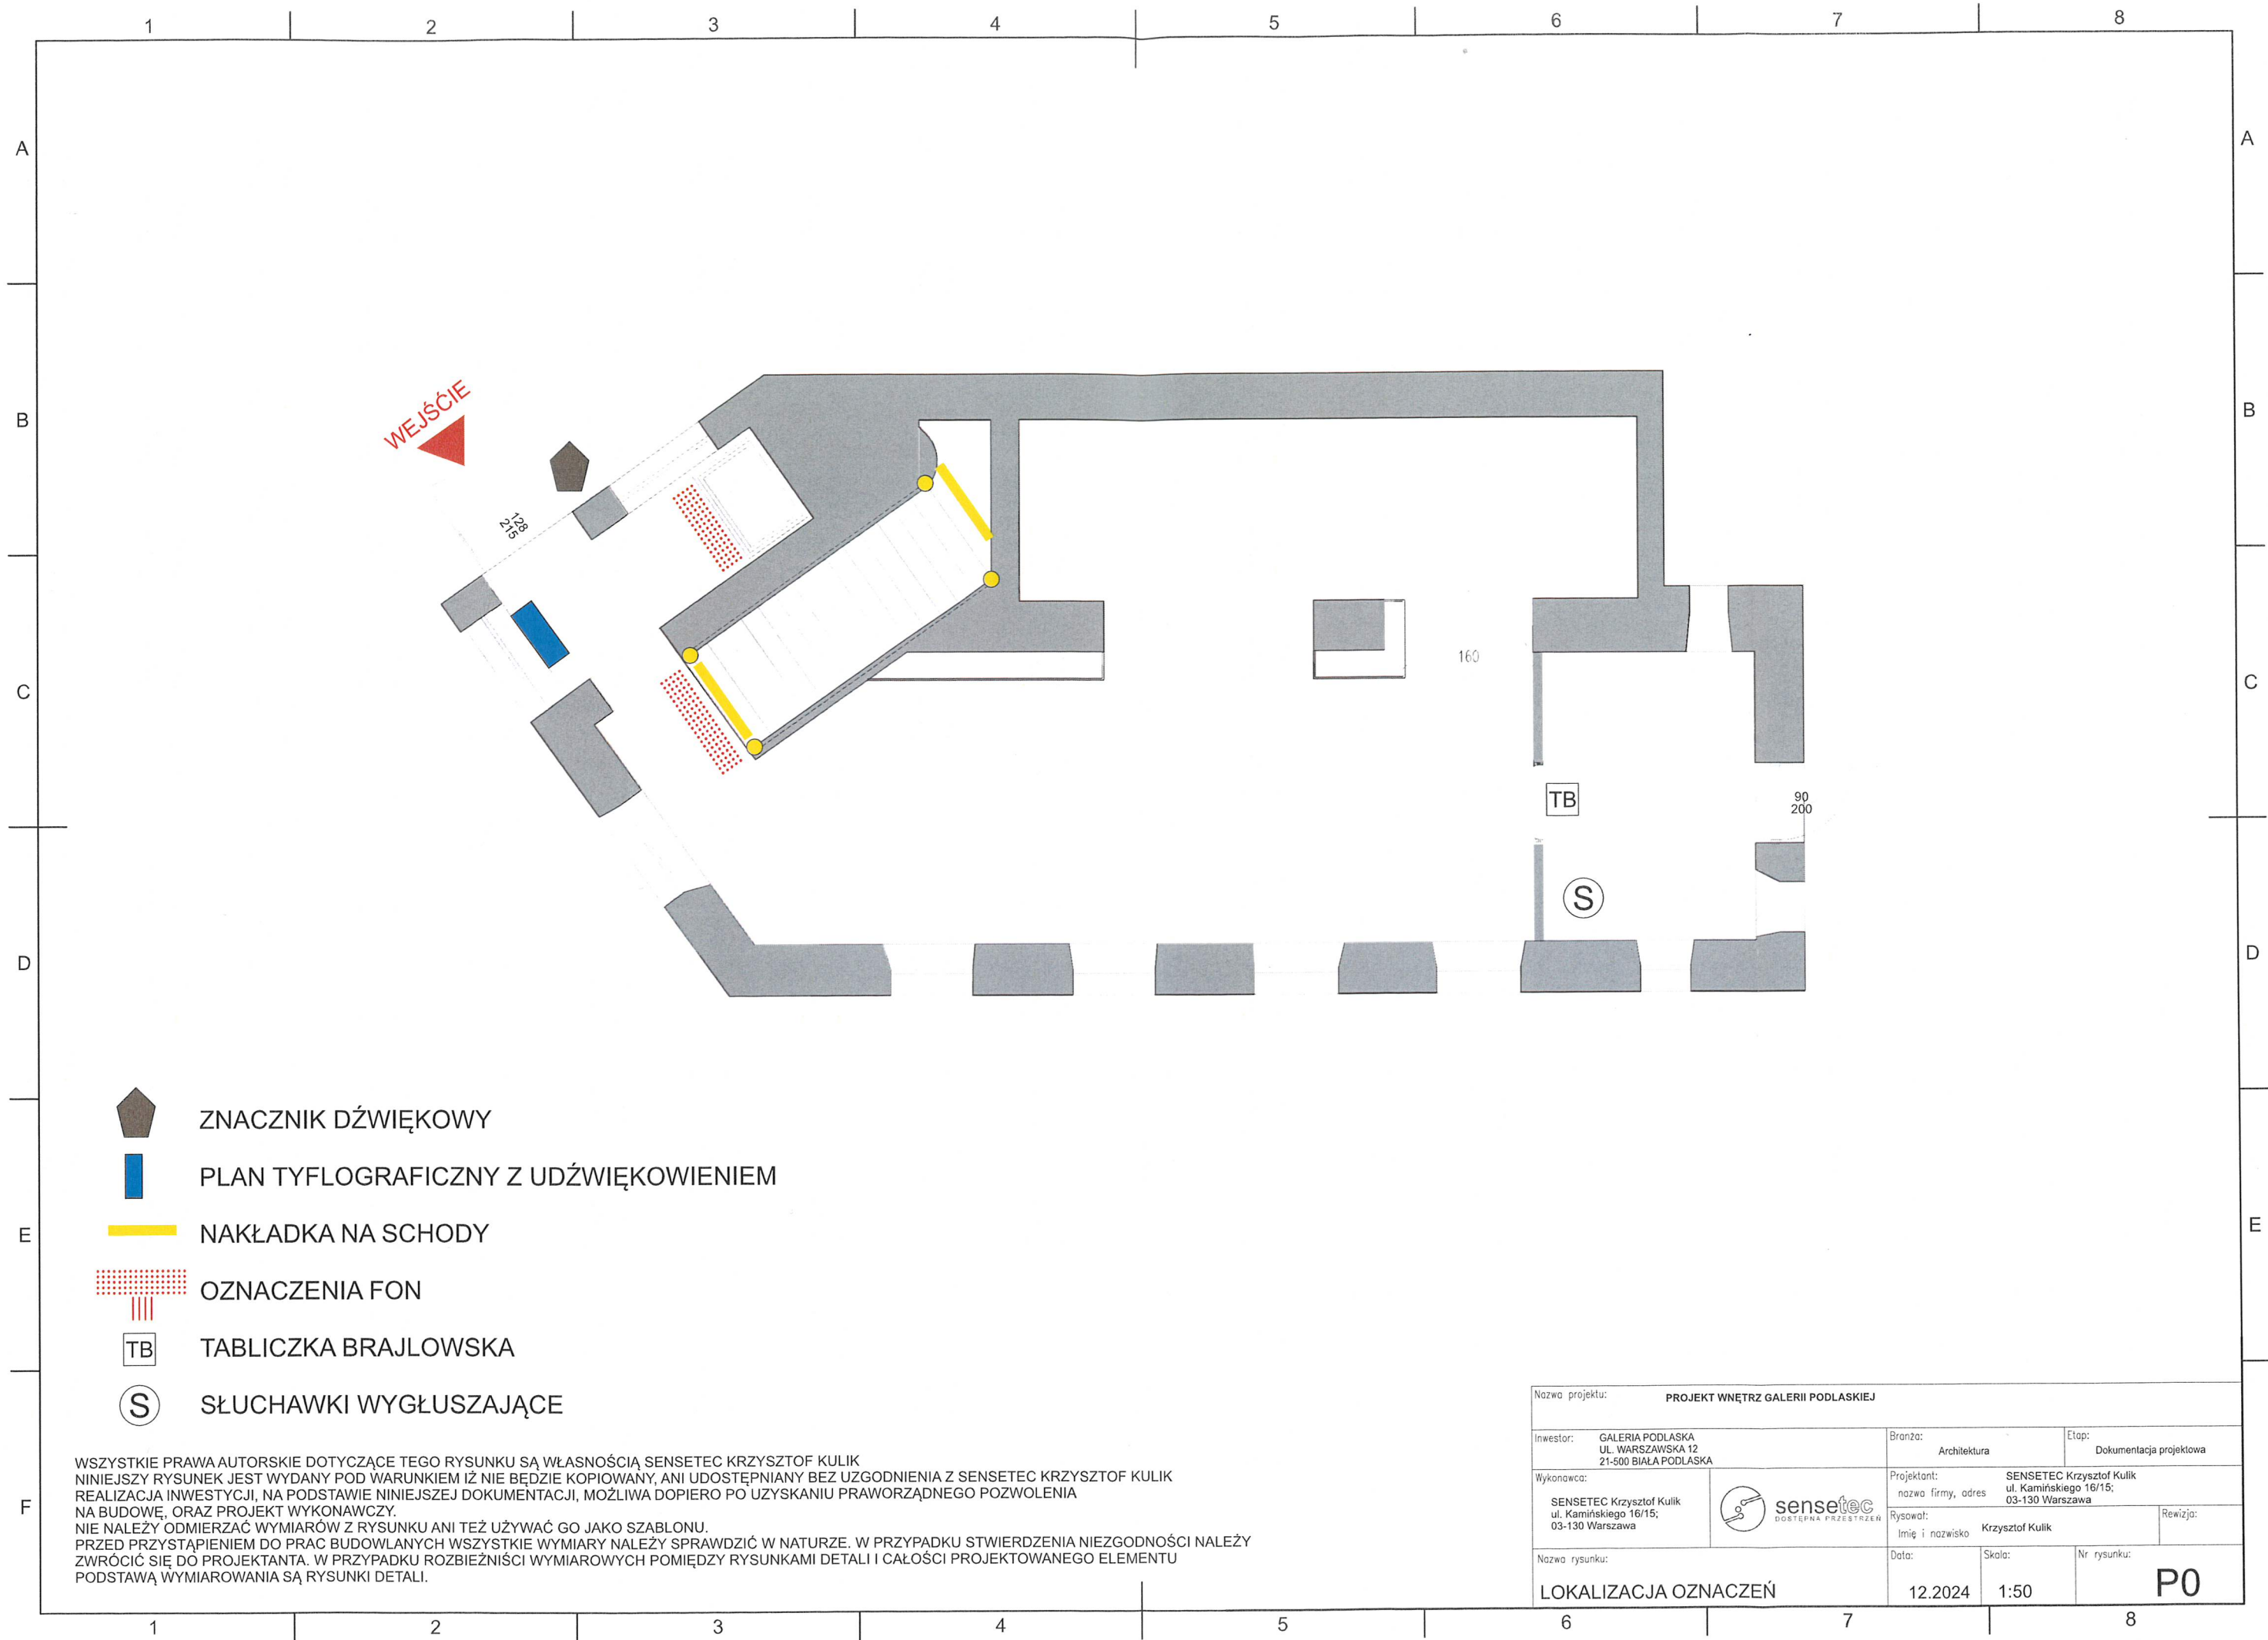 1 2 3 4 5 6 7 8
A A
B B
C C
D D
E E
F
WEJŚĆIE
128
215
160
TB
90
200
S
ZNACZNIK DŹWIĘKOWY
PLAN TYFLOGRAFICZNY Z UDŹWIĘKOWIENIEM
NAKŁADKA NA SCHODY
OZNACZENIA FON
TB TABLICZKA BRAJLOWSKA
S SŁUCHAWKI WYGŁUSZAJĄCE
WSZYSTKIE PRAWA AUTORSKIE DOTYCZĄCE TEGO RYSUNKU SĄ WŁASNOŚCIĄ SENSETEC KRZYSZTOF KULIK
NINIEJSZY RYSUNEK JEST WYDANY POD WARUNKIEM IŻ NIE BĘDZIE KOPIOWANY, ANI UDOSTĘPNIANY BEZ UZGODNIENIA Z SENSETEC KRZYSZTOF KULIK
REALIZACJA INWESTYCJI, NA PODSTAWIE NINIEJSZEJ DOKUMENTACJI, MOŻLIWA DOPIERO PO UZYSKANIU PRAWORZĄDNEGO POZWOLENIA
NA BUDOWĘ, ORAZ PROJEKT WYKONAWCZY.
NIE NALEŻY ODMIERZAĆ WYMIARÓW Z RYSUNKU ANI TEŻ UŻYWAĆ GO JAKO SZABLONU.
PRZED PRZYSTĄPIENIEM DO PRAC BUDOWLANYCH WSZYSTKIE WYMIARY NALEŻY SPRAWDZIĆ W NATURZE. W PRZYPADKU STWIERDZENIA NIEZGODNOŚCI NALEŻY
ZWRÓCIĆ SIĘ DO PROJEKTANTA. W PRZYPADKU ROZBIEŻNIŚCI WYMIAROWYCH POMIĘDZY RYSUNKAMI DETALI I CAŁOŚCI PROJEKTOWANEGO ELEMENTU
PODSTAWĄ WYMIAROWANIA SĄ RYSUNKI DETALI.
Nazwa projektu: PROJEKT WNĘTRZ GALERII PODLASKIEJ
Inwestor: GALERIA PODLASKA
UL. WARSZAWSKA 12
21-500 BIAŁA PODLASKA
Branża:
Architektura
Etap:
Dokumentacja projektowa
Wykonawca:
SENSETEC Krzysztof Kulik
ul. Kamińskiego 16/15;
03-130 Warszawa
sensetec
DOSTĘPNA PRZESTRZEŃ
Projektant: SENSETEC Krzysztof Kulik
nazwa firmy, adres ul. Kamińskiego 16/15;
03-130 Warszawa
Rysował:
Imię i nazwisko Krzysztof Kulik
Rewizja:
Nazwa rysunku:
LOKALIZACJA OZNACZEŃ
Data:
12.2024
Skala:
1:50
Nr rysunku:
P0
1 2 3 4 5 6 7 8